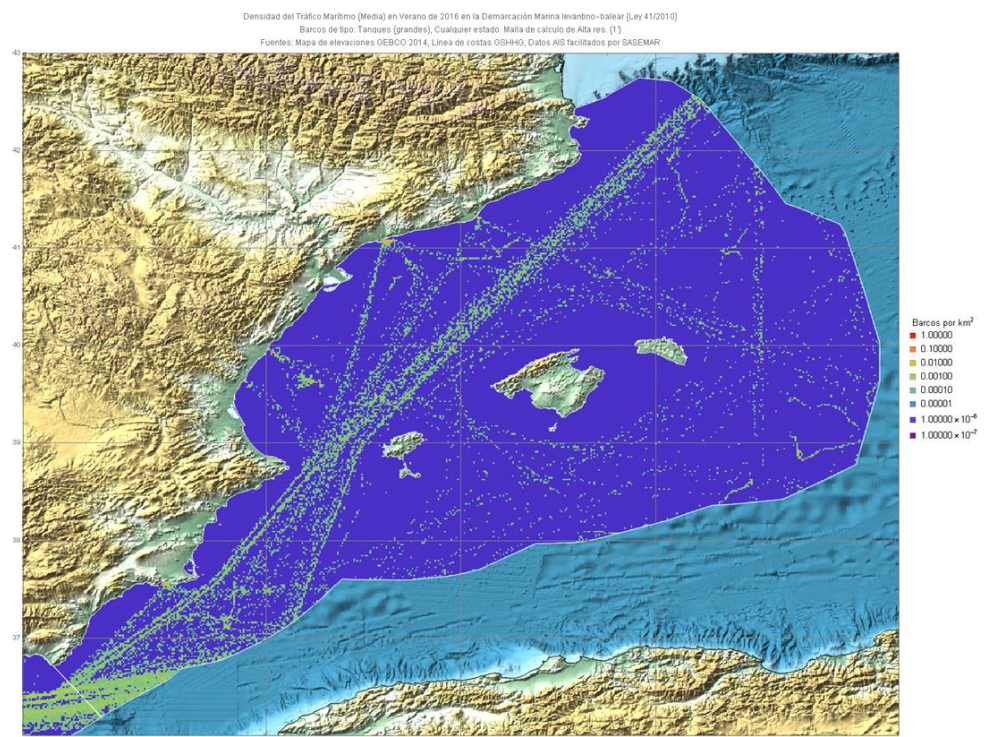 Densidad del Tráfico Marítimo (Media) en Verano de 2016 en la Demarcación Marina levantino-balear (Ley 41/2010)
Barcos de tipo: Tanques (grandes), Cualquier estado. Malla de calculo de Alta res. (1')
Fuentes: Mapa de elevaciones GEBCO 2014, Linea de costas GSHHG, Datos AIS facilitados por SASEMAR
43
42
41
40
39
38
37
Barcos por km²
1.00000
0.10000
0.01000
0.00100
0.00010
0.00001
1.00000 × 10⁻⁶
1.00000 × 10⁻⁷